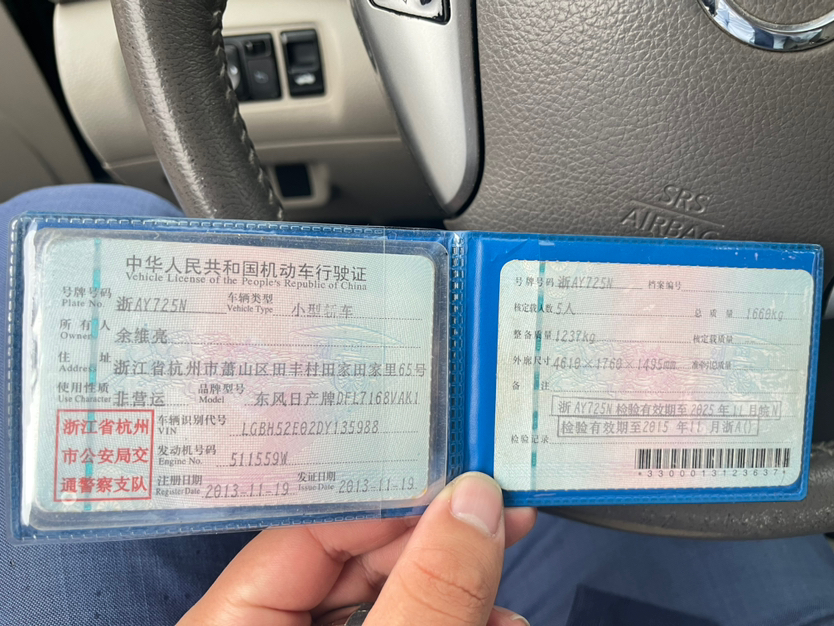 SRS
AIRBAG
中华人民共和国机动车行驶证
Vehicle License of the People's Republic of China
号牌号码 浙AY725N 车辆类型 小型轿车
Plate No. Vehicle Type
所有人 余维亮
Owner
住址 浙江省杭州市萧山区田丰村田家田家里65号
Address
使用性质 非营运 品牌型号 东风日产牌DFL7168VAK1
Use Character Model
浙江省杭州
市公安局交
通警察支队
车辆识别代号 LGBH52E02DY135988
VIN
发动机号码 511559W
Engine No.
注册日期 2013-11-19 发证日期 2013-11-19
Register Date Issue Date
号牌号码 浙AY725N 档案编号
核定载人数 5人 总质量 1660kg
整备质量 1237kg 核定载质量
外廓尺寸 4610×1760×1495mm 准牵引总质量
备注
浙AY725N 检验有效期至2025年11月
检验有效期至2015年11月浙A()
检验记录
*3300013123637*